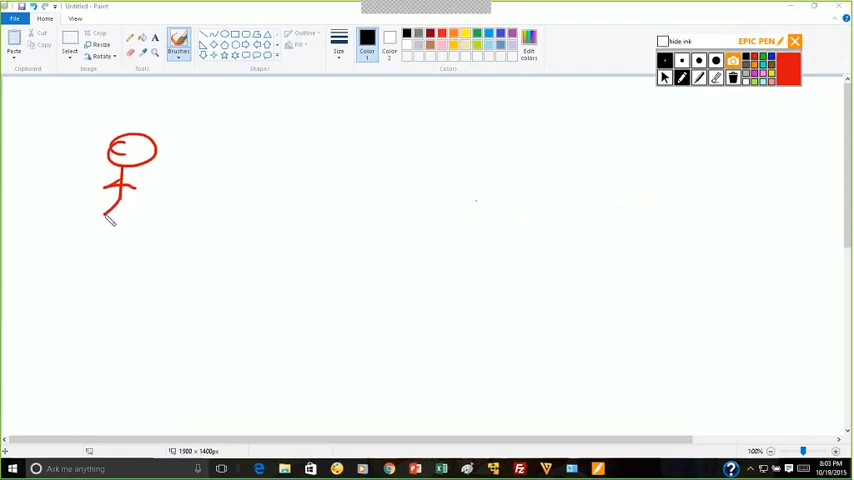 Untitled - Paint
File Home View
Paste
Cut
Copy
Clipboard
Select
Crop
Resize
Rotate
Image
A
Tools
Brushes
Outline
Fill
Shapes
Size
Color
1
Color
2
Edit
colors
Colors
hide ink
EPIC PEN
C
1900 × 1400px
100%
Ask me anything
8:03 PM
10/19/2015